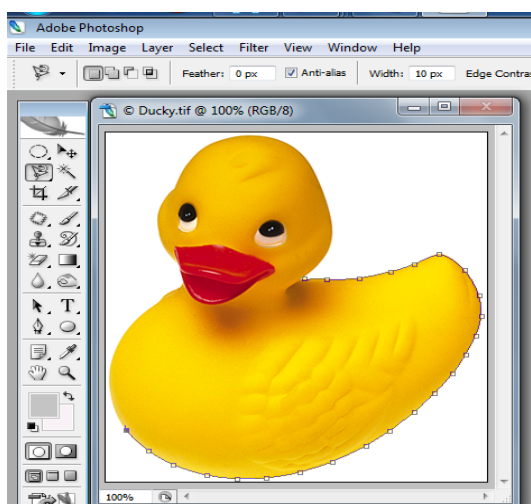 Adobe Photoshop
File Edit Image Layer Select Filter View Window Help
Feather: 0 px Anti-alias Width: 10 px Edge Contras
© Ducky.tif @ 100% (RGB/8)
T
100%